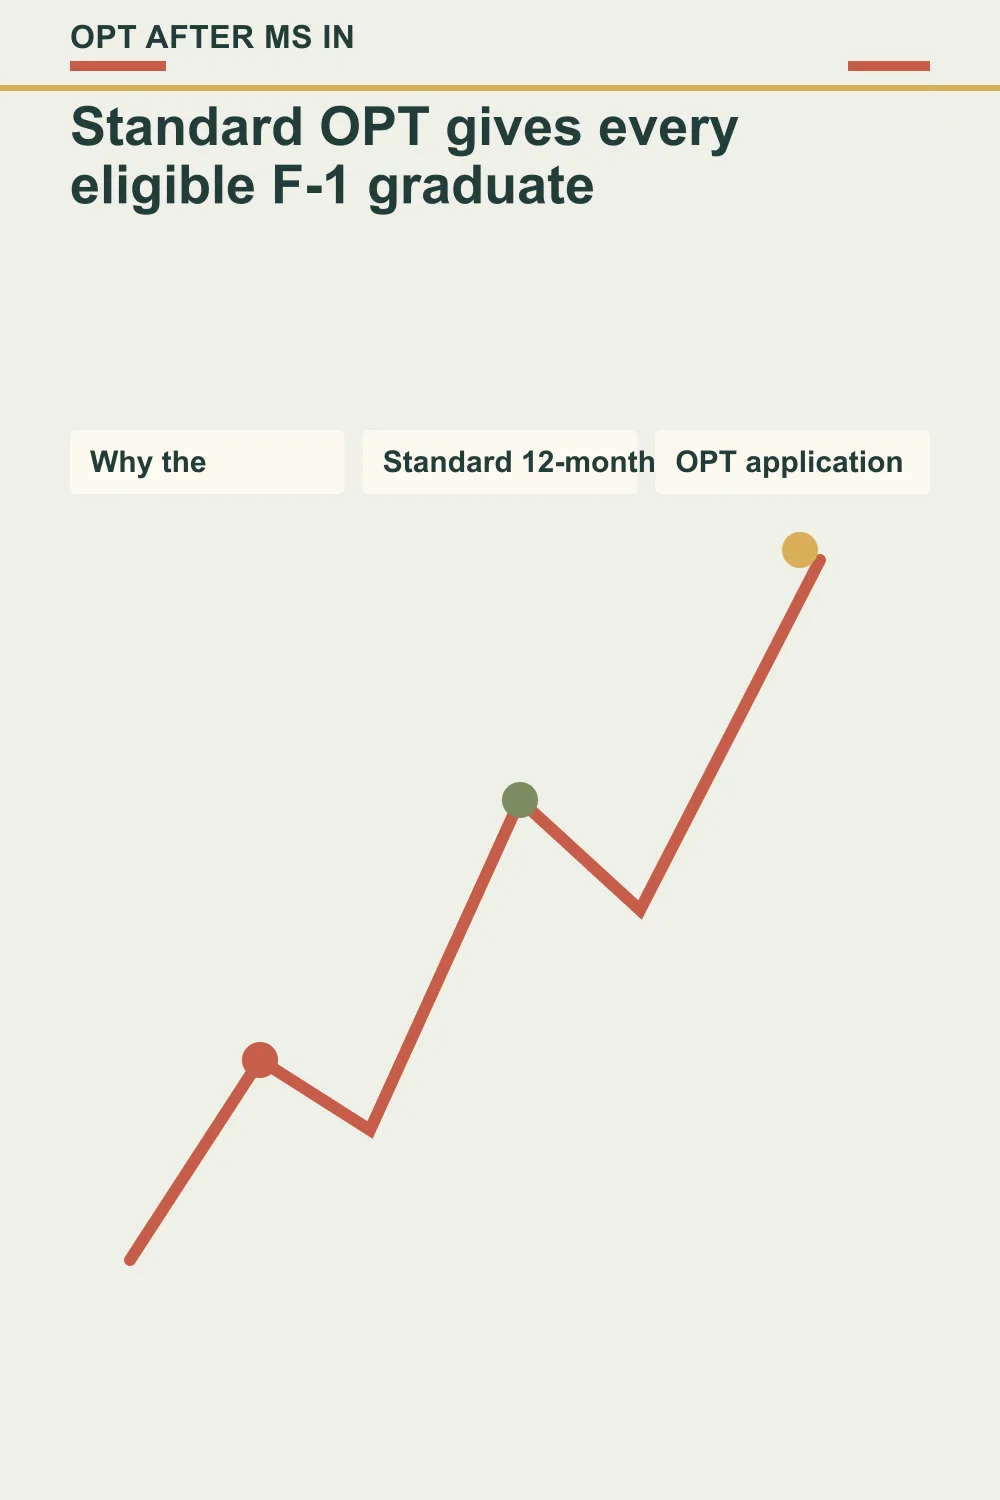 OPT AFTER MS IN
Standard OPT gives every
eligible F-1 graduate
Why the
Standard 12-month
OPT application